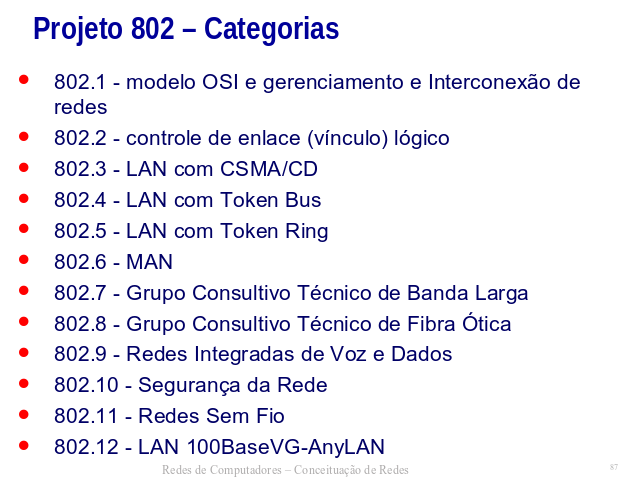 Projeto 802 – Categorias
802.1 - modelo OSI e gerenciamento e Interconexão de
redes
802.2 - controle de enlace (vínculo) lógico
802.3 - LAN com CSMA/CD
802.4 - LAN com Token Bus
802.5 - LAN com Token Ring
802.6 - MAN
802.7 - Grupo Consultivo Técnico de Banda Larga
802.8 - Grupo Consultivo Técnico de Fibra Ótica
802.9 - Redes Integradas de Voz e Dados
802.10 - Segurança da Rede
802.11 - Redes Sem Fio
802.12 - LAN 100BaseVG-AnyLAN
Redes de Computadores – Conceituação de Redes
87